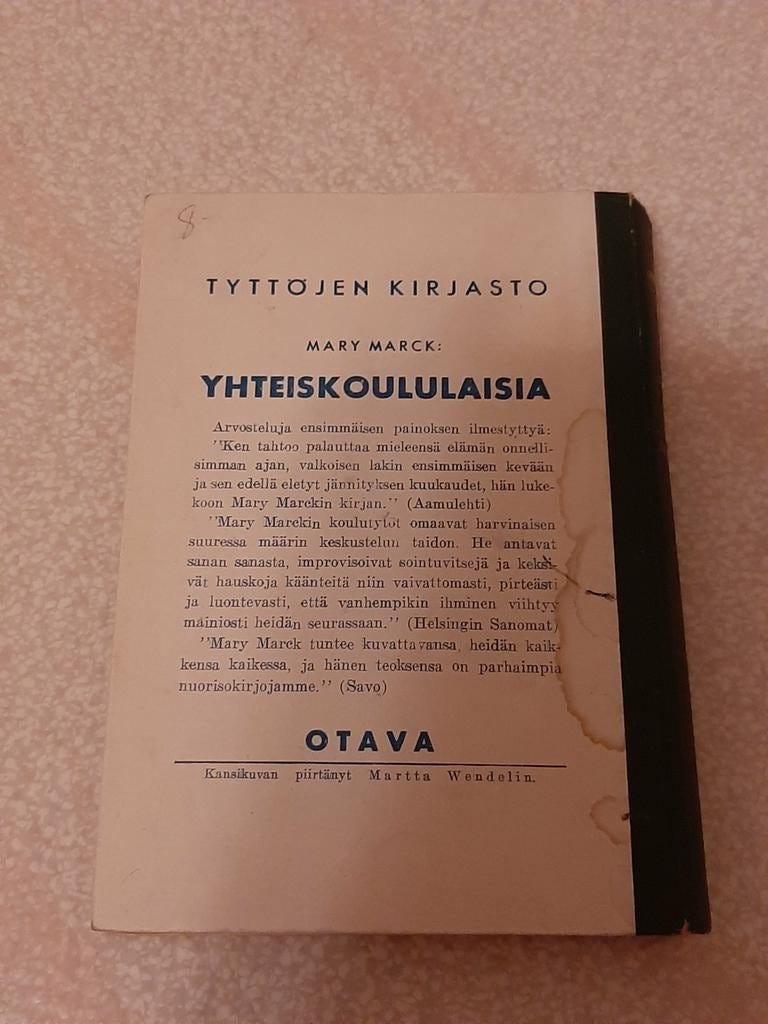 8-
TYTTÖJEN KIRJASTO
MARY MARCK:
YHTEISKOULULAISIA
Arvosteluja ensimmäisen painoksen ilmestyttyä:
''Ken tahtoo palauttaa mieleensä elämän onnelli-
simman ajan, valkoisen lakin ensimmäisen kevään
ja sen edellä eletyt jännityksen kuukaudet, hän luke-
koon Mary Marckin kirjan.'' (Aamulehti)
''Mary Marckin koulutytöt omaavat harvinaisen
suuressa määrin keskustelun taidon. He antavat
sanan sanasta, improvisoivat sointuvitsejä ja keksi-
vät hauskoja käänteitä niin vaivattomasti, pirteästi
ja luontevasti, että vanhempikin ihminen viihtyy
mainiosti heidän seurassaan.'' (Helsingin Sanomat)
''Mary Marck tuntee kuvattavansa, heidän kaik-
kensa kaikessa, ja hänen teoksensa on parhaimpia
nuorisokirjojamme.'' (Savo)
OTAVA
Kansikuvan piirtänyt Martta Wendelin.